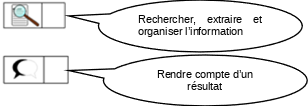 Rechercher, extraire et
organiser l'information
Rendre compte d'un
résultat